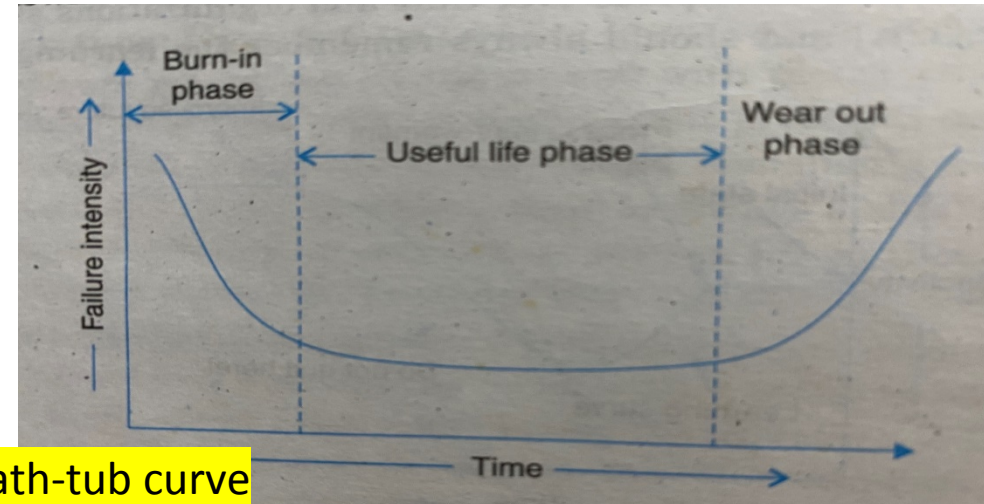 Burn-in
phase
Useful life phase
Wear out
phase
Failure intensity
Time
ath-tub curve